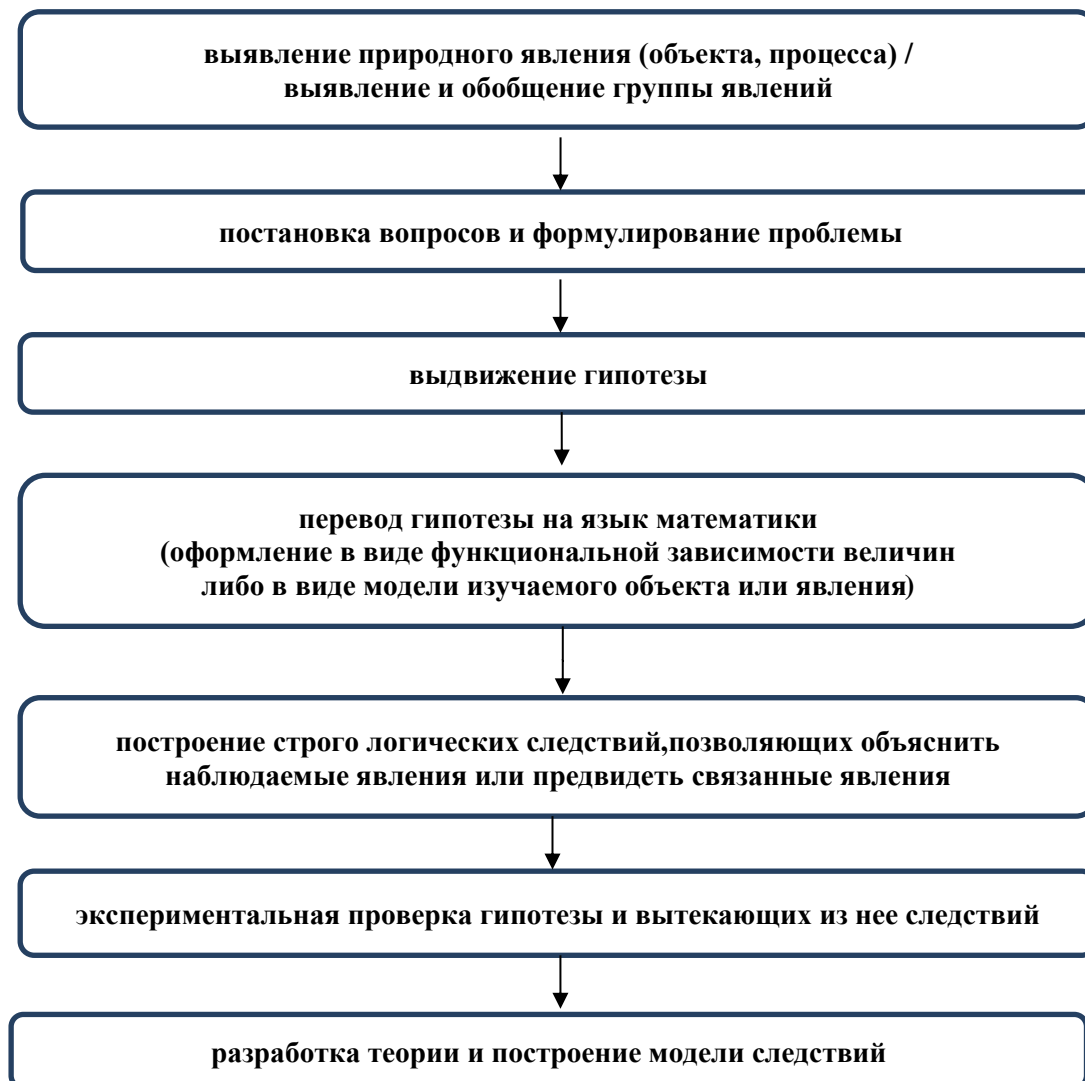 выявление природного явления (объекта, процесса) /
выявление и обобщение группы явлений
постановка вопросов и формулирование проблемы
выдвижение гипотезы
перевод гипотезы на язык математики
(оформление в виде функциональной зависимости величин
либо в виде модели изучаемого объекта или явления)
построение строго логических следствий,позволяющих объяснить
наблюдаемые явления или предвидеть связанные явления
экспериментальная проверка гипотезы и вытекающих из нее следствий
разработка теории и построение модели следствий